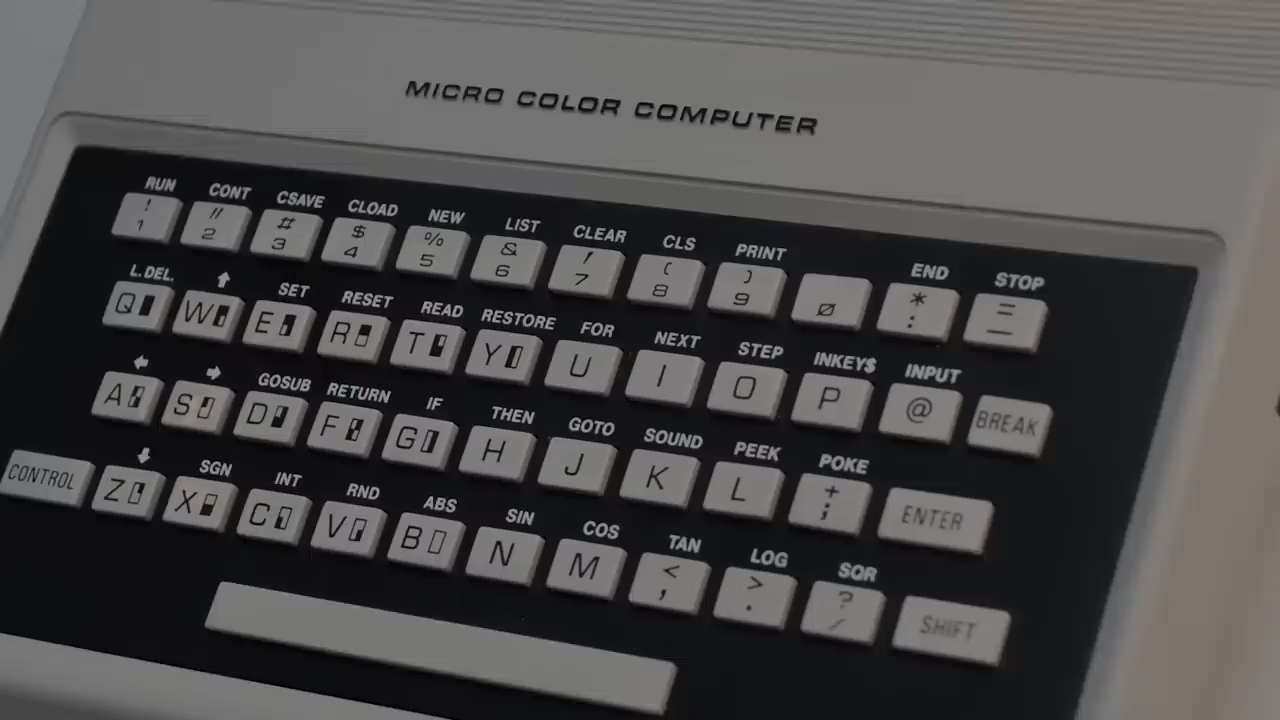 MICRO COLOR COMPUTER
RUN CONT CSAVE CLOAD NEW LIST CLEAR CLS PRINT END STOP
! " # $ % & ' ( ) * =
1 2 3 4 5 6 7 8 9 0 : -
L.DEL. SET RESET READ RESTORE FOR NEXT STEP INKEY$ INPUT
Q W E R T Y U I O P @ BREAK
GOSUB RETURN IF THEN GOTO SOUND PEEK POKE
A S D F G H J K L + ; ENTER
SGN INT RND ABS SIN COS TAN LOG SQR
CONTROL Z X C V B N M < , > . ? / SHIFT